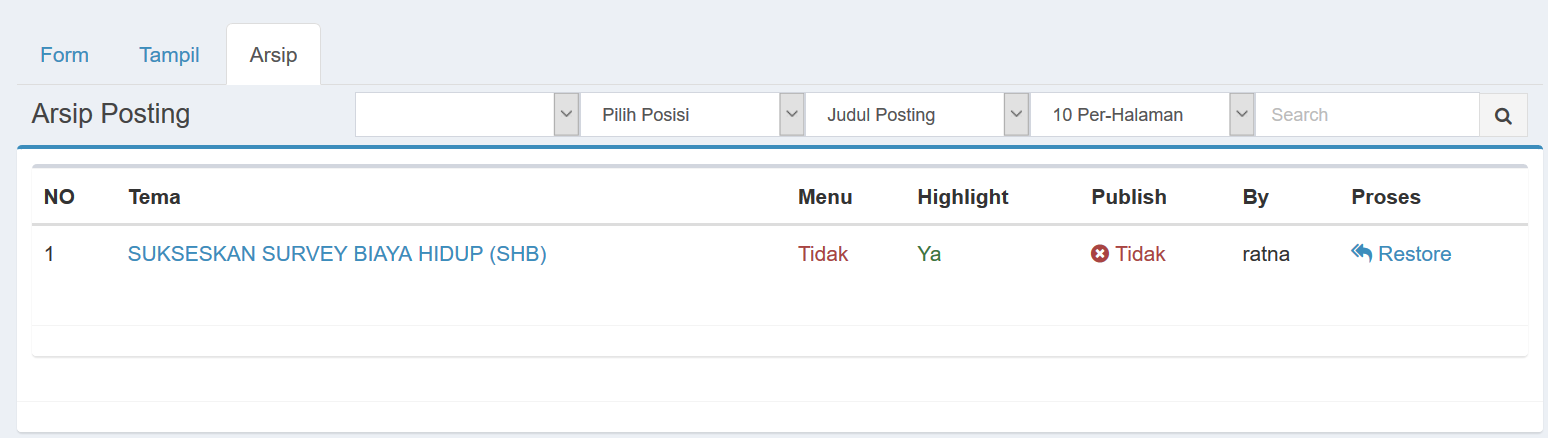 Form Tampil Arsip
Arsip Posting Pilih Posisi Judul Posting 10 Per-Halaman Search
NO Tema Menu Highlight Publish By Proses
1 SUKSESKAN SURVEY BIAYA HIDUP (SHB) Tidak Ya Tidak ratna Restore